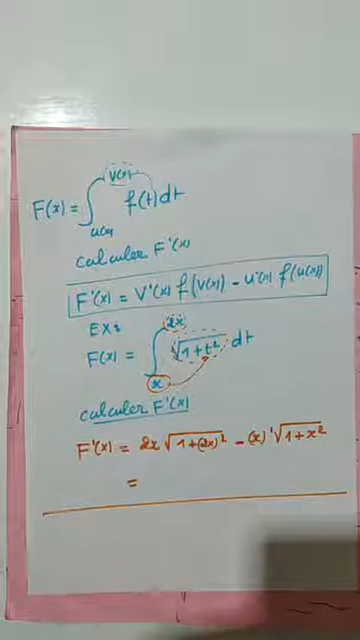 F(x) = ∫_{u(x)}^{v(x)} f(t)dt
calculer F'(x)
F'(x) = V'(x) f(v(x)) - u'(x) f(u(x))
EX:
F(x) = ∫_{x}^{2x} √(1+t²) dt
calculer F'(x)
F'(x) = 2x √(1+(2x)²) - (x)' √(1+x²)
=